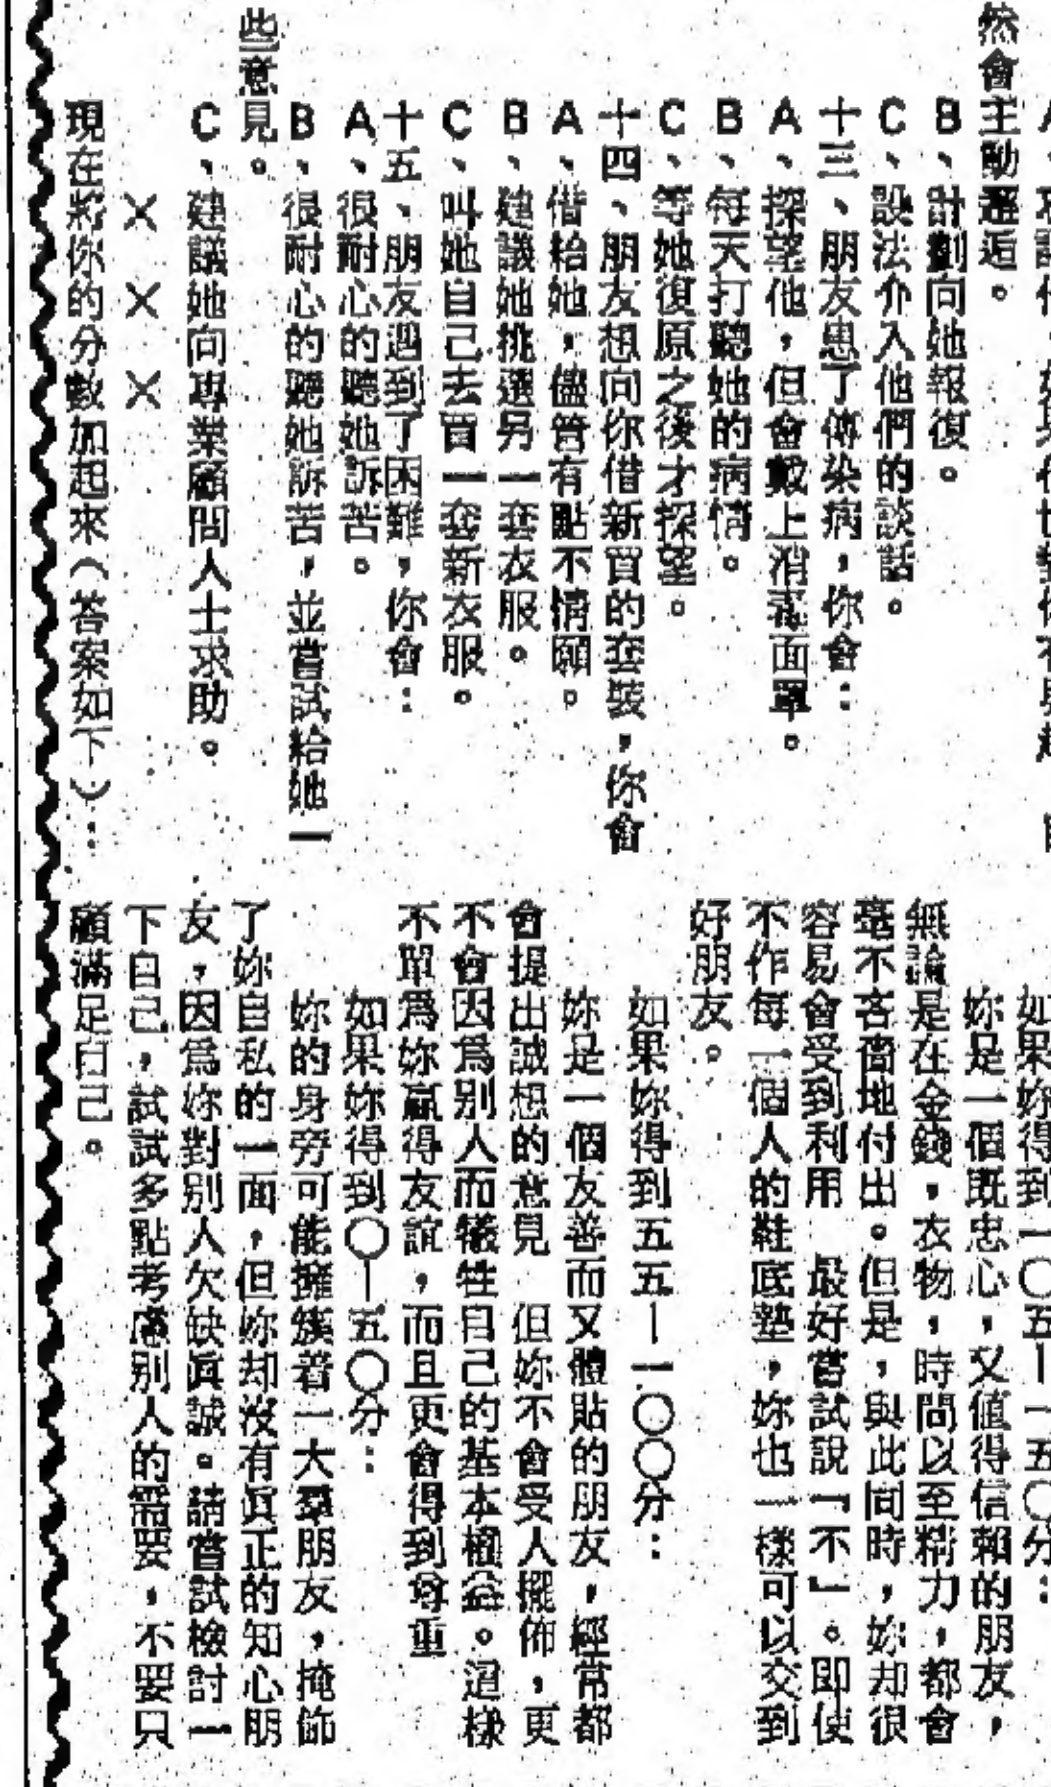 然會主動邂逅。
B、計劃向她報復。
C、設法介入他們的談話。
十三、朋友患了傳染病，你會：
A、探望他，但會戴上消毒面罩。
B、每天打聽她的病情。
C、等她復原之後才探望。
十四、朋友想向你借新買的套裝，你會
A、借給她，儘管有點不情願。
B、建議她挑選另一套衣服。
C、叫她自己去買一套新衣服。
十五、朋友遇到了困難，你會：
A、很耐心的聽她訴苦。
B、很耐心的聽她訴苦，並嘗試給她一
些意見。
C、建議她向專業顧問人士求助。
×××
現在將你的分數加起來（答案如下）：
如果妳得到一〇五－一五〇分：
妳是一個既忠心，又值得信賴的朋友，
無論是在金錢，衣物，時間以至精力，都會
毫不吝嗇地付出。但是，與此同時，妳却很
容易會受到利用 最好嘗試說「不」。即使
不作每一個人的鞋底墊，妳也一樣可以交到
好朋友。
如果妳得到五五－一〇〇分：
妳是一個友善而又體貼的朋友，經常都
會提出誠想的意見 但妳不會受人擺佈，更
不會因爲別人而犧牲自己的基本權益。這樣
不單爲妳贏得友誼，而且更會得到尊重
如果妳得到〇－五〇分：
妳的身旁可能擁簇着一大羣朋友，掩飾
了妳自私的一面，但妳却沒有眞正的知心朋
友，因爲妳對別人欠缺眞誠。請嘗試檢討一
下自己，試試多點考慮別人的需要，不要只
顧滿足自己。